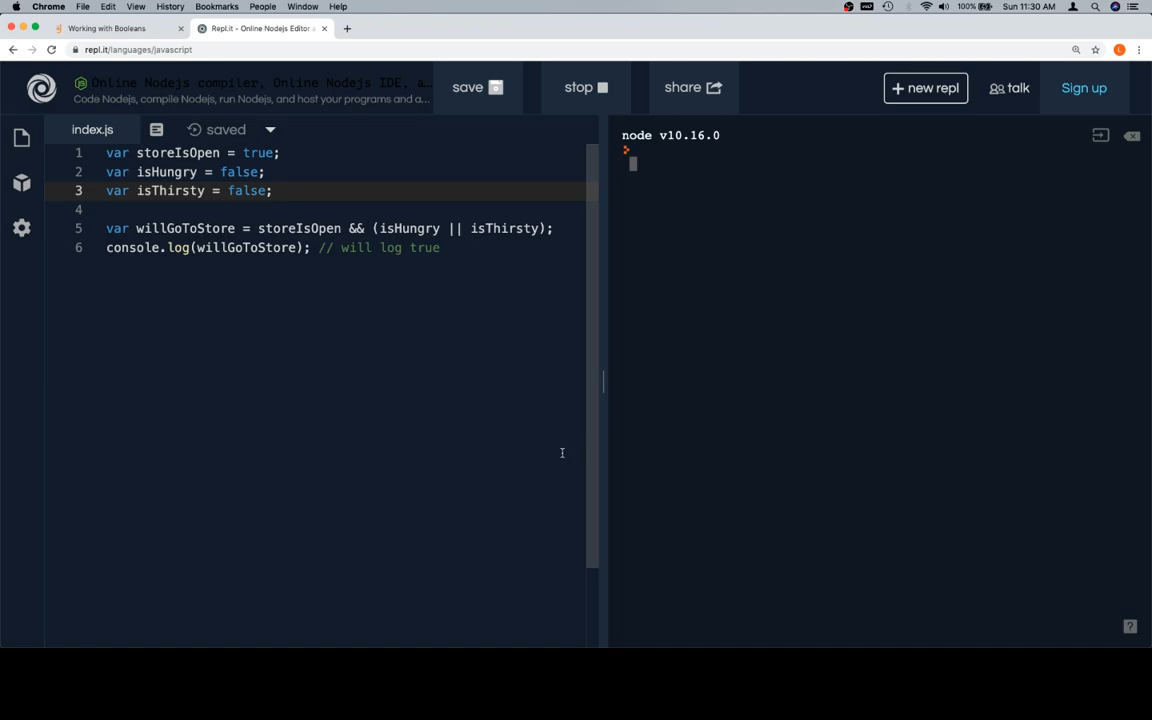 Chrome File Edit View History Bookmarks People Window Help 100% Sun 11:30 AM
Working with Booleans
Repl.it - Online Nodejs Editor a
repl.it/languages/javascript
L
Online Nodejs compiler, Online Nodejs IDE, a...
Code Nodejs, compile Nodejs, run Nodejs, and host your programs and a...
save
stop
share
+ new repl
talk
Sign up
index.js
saved
1 var storeIsOpen = true;
2 var isHungry = false;
3 var isThirsty = false;
4
5 var willGoToStore = storeIsOpen && (isHungry || isThirsty);
6 console.log(willGoToStore); // will log true
node v10.16.0
>
?